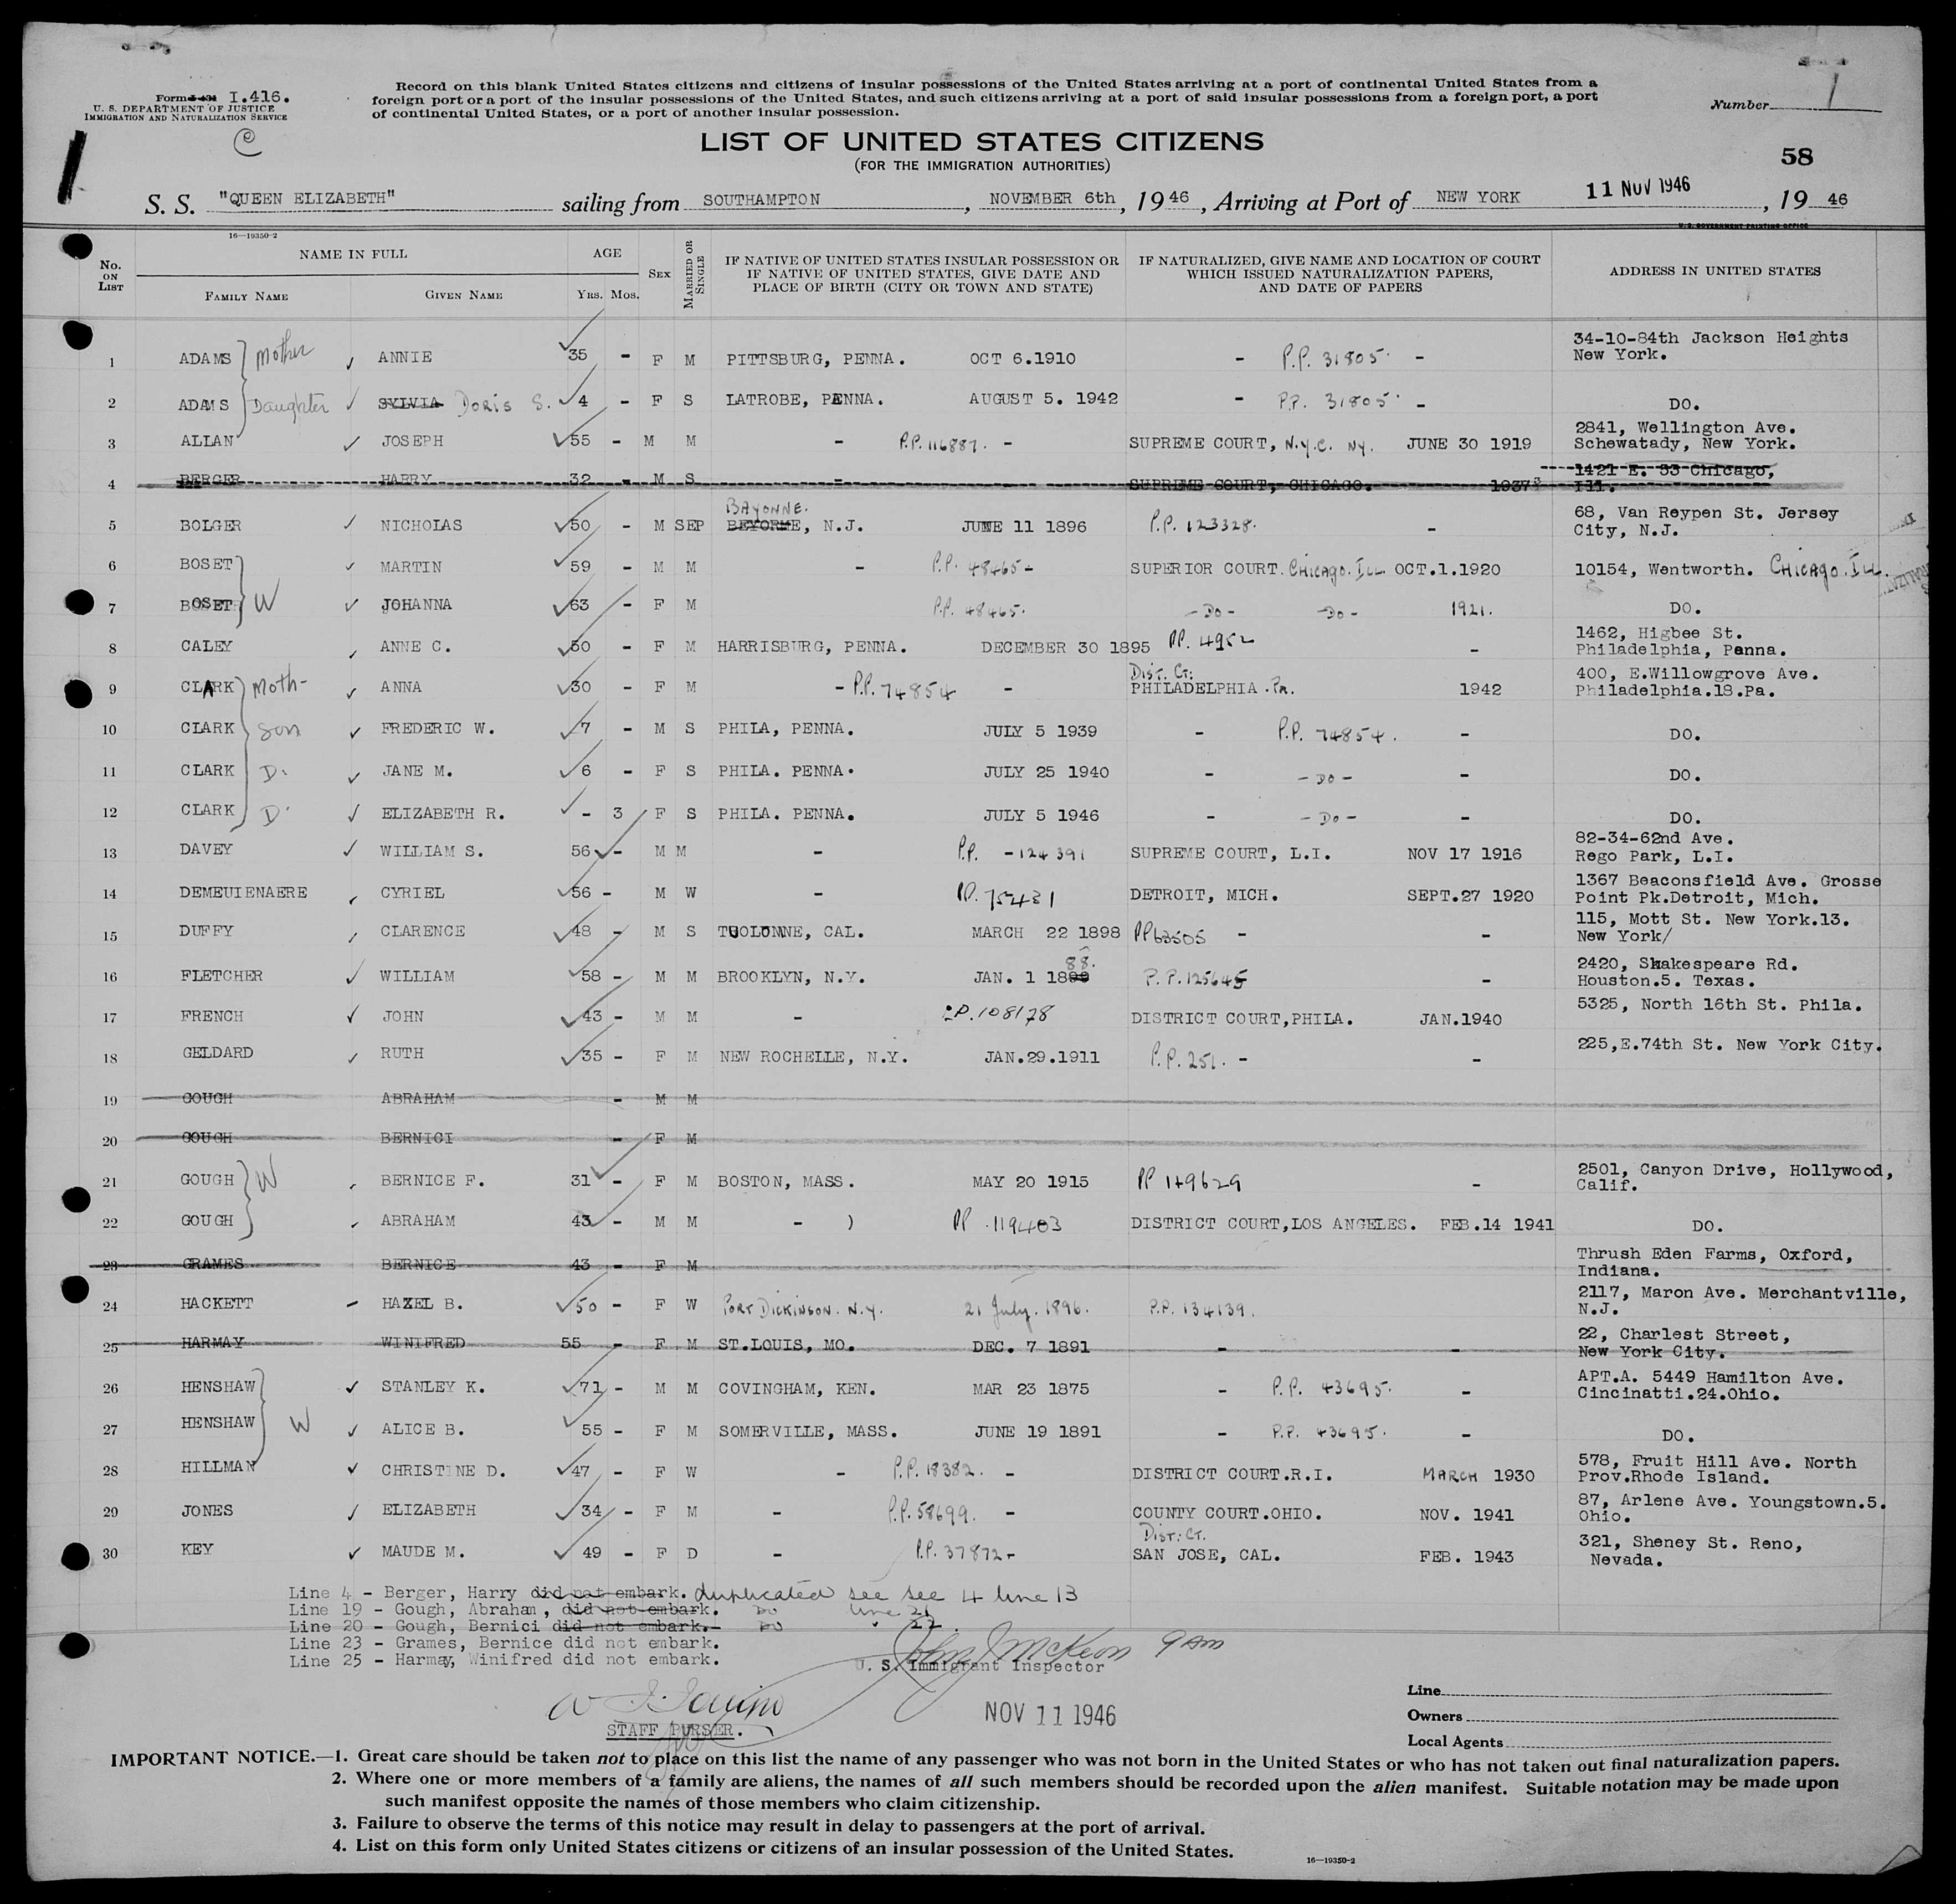 Form I-431 I.416.
U. S. DEPARTMENT OF JUSTICE
IMMIGRATION AND NATURALIZATION SERVICE
C
Record on this blank United States citizens and citizens of insular possessions of the United States arriving at a port of continental United States from a
foreign port or a port of the insular possessions of the United States, and such citizens arriving at a port of said insular possessions from a foreign port, a port
of continental United States, or a port of another insular possession.
Number 1
LIST OF UNITED STATES CITIZENS
(FOR THE IMMIGRATION AUTHORITIES)
58
S. S. "QUEEN ELIZABETH" sailing from SOUTHAMPTON, NOVEMBER 6th, 1946, Arriving at Port of NEW YORK 11 NOV 1946, 19 46
U. S. GOVERNMENT PRINTING OFFICE
16—19350-2
No. ON LIST
NAME IN FULL
FAMILY NAME GIVEN NAME
AGE
YRS. MOS.
SEX
MARRIED OR SINGLE
IF NATIVE OF UNITED STATES INSULAR POSSESSION OR
IF NATIVE OF UNITED STATES, GIVE DATE AND
PLACE OF BIRTH (CITY OR TOWN AND STATE)
IF NATURALIZED, GIVE NAME AND LOCATION OF COURT
WHICH ISSUED NATURALIZATION PAPERS,
AND DATE OF PAPERS
ADDRESS IN UNITED STATES
1 ADAMS Mother ANNIE 35 - F M PITTSBURG, PENNA. OCT 6.1910 - P.P. 31805 - 34-10-84th Jackson Heights
New York.
2 ADAMS Daughter SYLVIA Doris S. 4 - F S LATROBE, PENNA. AUGUST 5. 1942 - P.P. 31805 - DO.
3 ALLAN JOSEPH 55 - M M - P.P. 116887. - SUPREME COURT, N.Y.C. NY. JUNE 30 1919 2841, Wellington Ave.
Schewatady, New York.
4 BERGER HARRY 32 - M S - - SUPREME COURT, CHICAGO. 1937 1421 E. 53 Chicago,
Ill.
5 BOLGER NICHOLAS 50 - M SEP BEYORNE, BAYONNE. N.J. JUNE 11 1896 P.P. 123328. - 68, Van Reypen St. Jersey
City, N.J.
6 BOSET MARTIN 59 - M M - P.P. 48465 - SUPERIOR COURT. CHICAGO. ILL OCT.1.1920 10154, Wentworth. CHICAGO. ILL.
7 BOSET W JOHANNA 63 - F M P.P. 48465. - DO - - DO - 1921. DO.
8 CALEY ANNE C. 50 - F M HARRISBURG, PENNA. DECEMBER 30 1895 PP. 4952 - 1462, Higbee St.
Philadelphia, Penna.
9 CLARK Moth- ANNA 30 - F M - P.P. 74854 - Dist. Ct: PHILADELPHIA. Pa. 1942 400, E.Willowgrove Ave.
Philadelphia.18.Pa.
10 CLARK Son FREDERIC W. 7 - M S PHILA, PENNA. JULY 5 1939 - P.P. 74854. - DO.
11 CLARK D. JANE M. 6 - F S PHILA. PENNA. JULY 25 1940 - - DO - - DO.
12 CLARK D. ELIZABETH R. - 3 F S PHILA. PENNA. JULY 5 1946 - - DO - - DO.
13 DAVEY WILLIAM S. 56 - M M - P.P. - 124391 SUPREME COURT, L.I. NOV 17 1916 82-34-62nd Ave.
Rego Park, L.I.
14 DEMEUIENAERE CYRIEL 56 - M W - PP. 75431 DETROIT, MICH. SEPT.27 1920 1367 Beaconsfield Ave. Grosse
Point Pk.Detroit, Mich.
15 DUFFY CLARENCE 48 - M S TUOLOMNE, CAL. MARCH 22 1898 PP63505 - - 115, Mott St. New York.13.
New York/
16 FLETCHER WILLIAM 58 - M M BROOKLYN, N.Y. JAN. 1 1899 88. P.P. 125645 - 2420, Shakespeare Rd.
Houston.5. Texas.
17 FRENCH JOHN 43 - M M - P.P. 108178 DISTRICT COURT,PHILA. JAN.1940 5325, North 16th St. Phila.
18 GELDARD RUTH 35 - F M NEW ROCHELLE, N.Y. JAN.29.1911 P.P. 251. - - 225,E.74th St. New York City.
19 GOUGH ABRAHAM - M M
20 GOUGH BERNICI - F M
21 GOUGH W BERNICE F. 31 - F M BOSTON, MASS. MAY 20 1915 PP 149629 - 2501, Canyon Drive, Hollywood,
Calif.
22 GOUGH ABRAHAM 43 - M M - ) PP. 119403 DISTRICT COURT,LOS ANGELES. FEB.14 1941 DO.
23 GRAMES BERNICE 43 - F M Thrush Eden Farms, Oxford,
Indiana.
24 HACKETT HAZEL B. 50 - F W PORT DICKINSON. N.Y. 21 July. 1896. P.P. 134139. 2117, Maron Ave. Merchantville,
N.J.
25 HARMAY WINIFRED 55 - F M ST.LOUIS, MO. DEC. 7 1891 - - 22, Charlest Street,
New York City.
26 HENSHAW STANLEY K. 71 - M M COVINGHAM, KEN. MAR 23 1875 - P.P. 43695. - APT.A. 5449 Hamilton Ave.
Cincinatti.24.Ohio.
27 HENSHAW W ALICE B. 55 - F M SOMERVILLE, MASS. JUNE 19 1891 - P.P. 43695. - DO.
28 HILLMAN CHRISTINE D. 47 - F W - P.P. 18382. - DISTRICT COURT.R.I. MARCH 1930 578, Fruit Hill Ave. North
Prov.Rhode Island.
29 JONES ELIZABETH 34 - F M - P.P. 58699. - COUNTY COURT.OHIO. NOV. 1941 87, Arlene Ave. Youngstown.5.
Ohio.
30 KEY MAUDE M. 49 - F D - P.P. 37872 - Dist: Ct. SAN JOSE, CAL. FEB. 1943 321, Sheney St. Reno,
Nevada.
Line 4 - Berger, Harry did not embark. duplicated see see 4 line 13
Line 19 - Gough, Abraham, did not embark. Do line 21
Line 20 - Gough, Bernici did not embark.- Do " 22.
Line 23 - Grames, Bernice did not embark.
Line 25 - Harmay, Winifred did not embark.
John J McKeon 9 am
U. S. Immigrant Inspector
STAFF PURSER.
NOV 11 1946
Line
Owners
Local Agents
IMPORTANT NOTICE.—1. Great care should be taken not to place on this list the name of any passenger who was not born in the United States or who has not taken out final naturalization papers.
2. Where one or more members of a family are aliens, the names of all such members should be recorded upon the alien manifest. Suitable notation may be made upon
such manifest opposite the names of those members who claim citizenship.
3. Failure to observe the terms of this notice may result in delay to passengers at the port of arrival.
4. List on this form only United States citizens or citizens of an insular possession of the United States.
16—19350-2